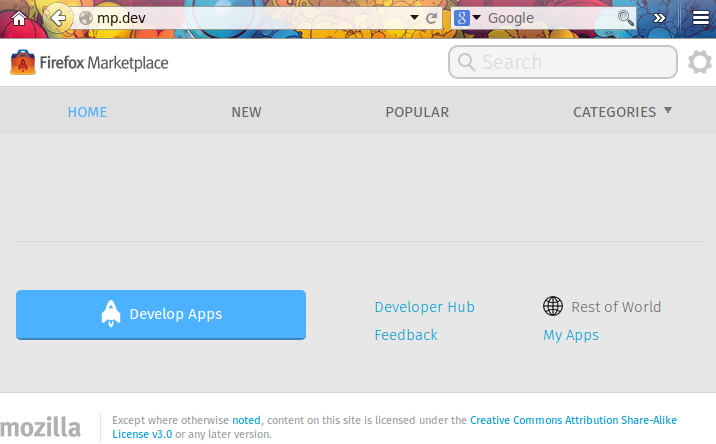 mp.dev
Google
Firefox Marketplace
Search
HOME NEW POPULAR CATEGORIES
Develop Apps
Developer Hub
Rest of World
Feedback
My Apps
mozilla
Except where otherwise noted, content on this site is licensed under the Creative Commons Attribution Share-Alike
License v3.0 or any later version.